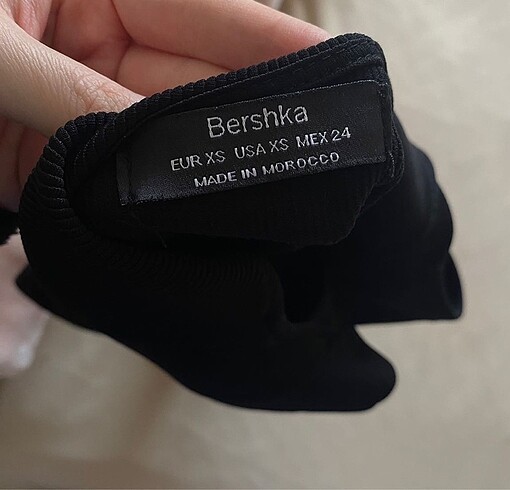 Bershka
EUR XS USA XS MEX 24
MADE IN MOROCCO